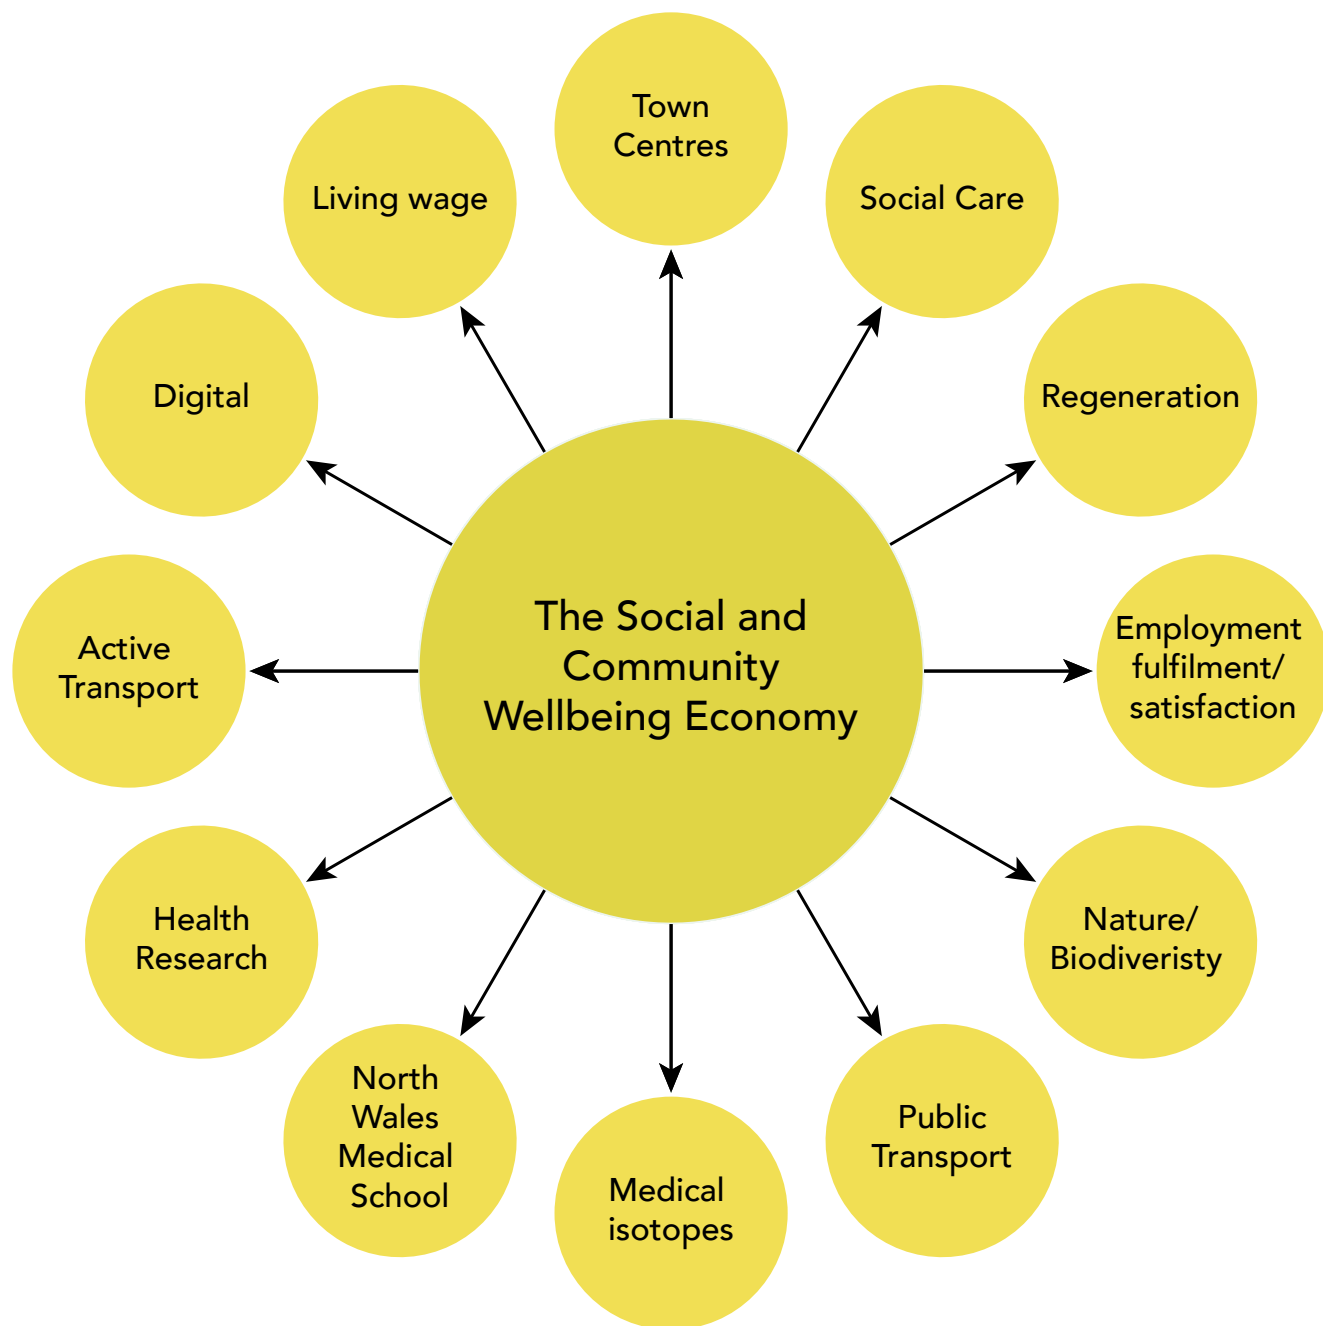 Town
Centres
Social Care
Regeneration
Employment
fulfilment/
satisfaction
Nature/
Biodiveristy
Public
Transport
Medical
isotopes
North
Wales
Medical
School
Health
Research
Active
Transport
Digital
Living wage
The Social and
Community
Wellbeing Economy